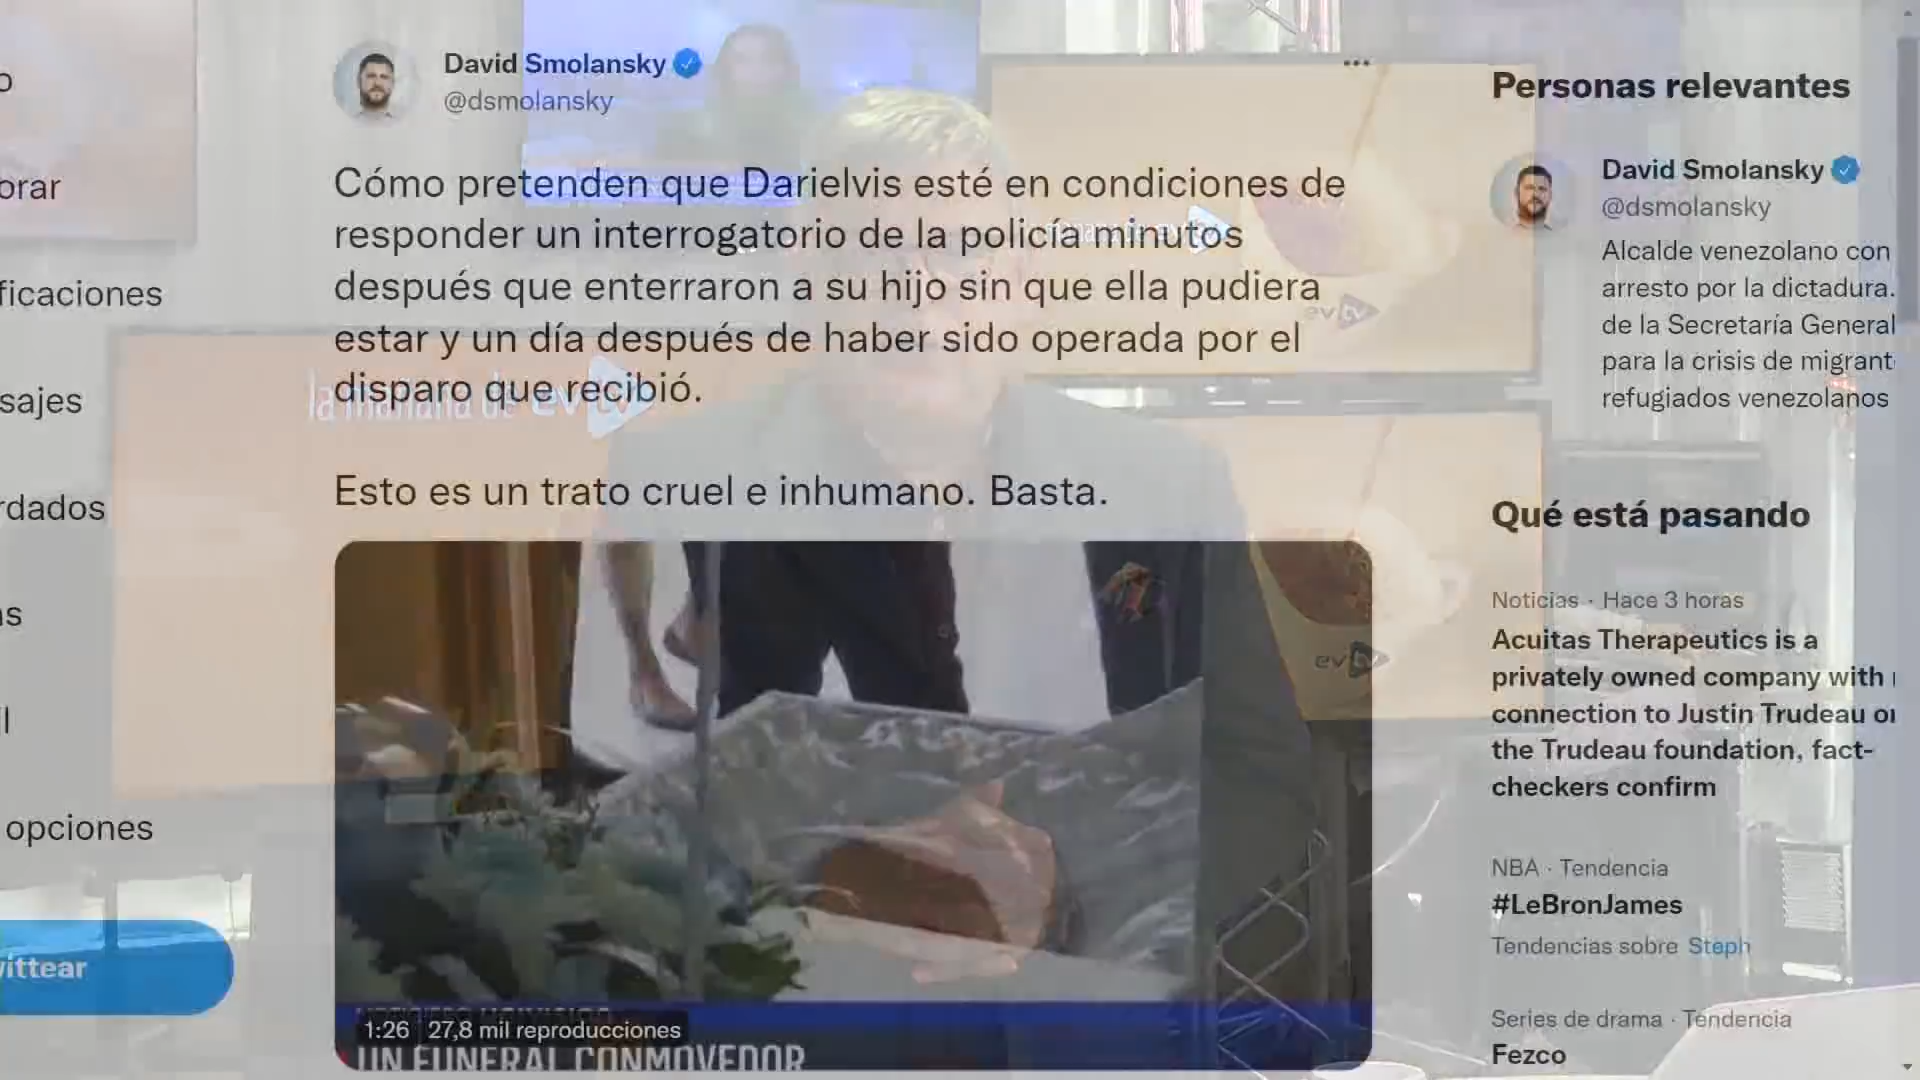 David Smolansky
@dsmolansky
Cómo pretenden que Darielvis esté en condiciones de
responder un interrogatorio de la policía minutos
después que enterraron a su hijo sin que ella pudiera
estar y un día después de haber sido operada por el
disparo que recibió.
Esto es un trato cruel e inhumano. Basta.
la mañana de evtv
evtv
evtv
1:26 27,8 mil reproducciones
UN FUNERAL CONMOVEDOR
o
orar
ficaciones
sajes
rdados
as
il
opciones
vittear
Personas relevantes
David Smolansky
@dsmolansky
Alcalde venezolano con
arresto por la dictadura.
de la Secretaría General
para la crisis de migrant
refugiados venezolanos
Qué está pasando
Noticias · Hace 3 horas
Acuitas Therapeutics is a
privately owned company with
connection to Justin Trudeau or
the Trudeau foundation, fact-
checkers confirm
NBA · Tendencia
#LeBronJames
Tendencias sobre Steph
Series de drama · Tendencia
Fezco